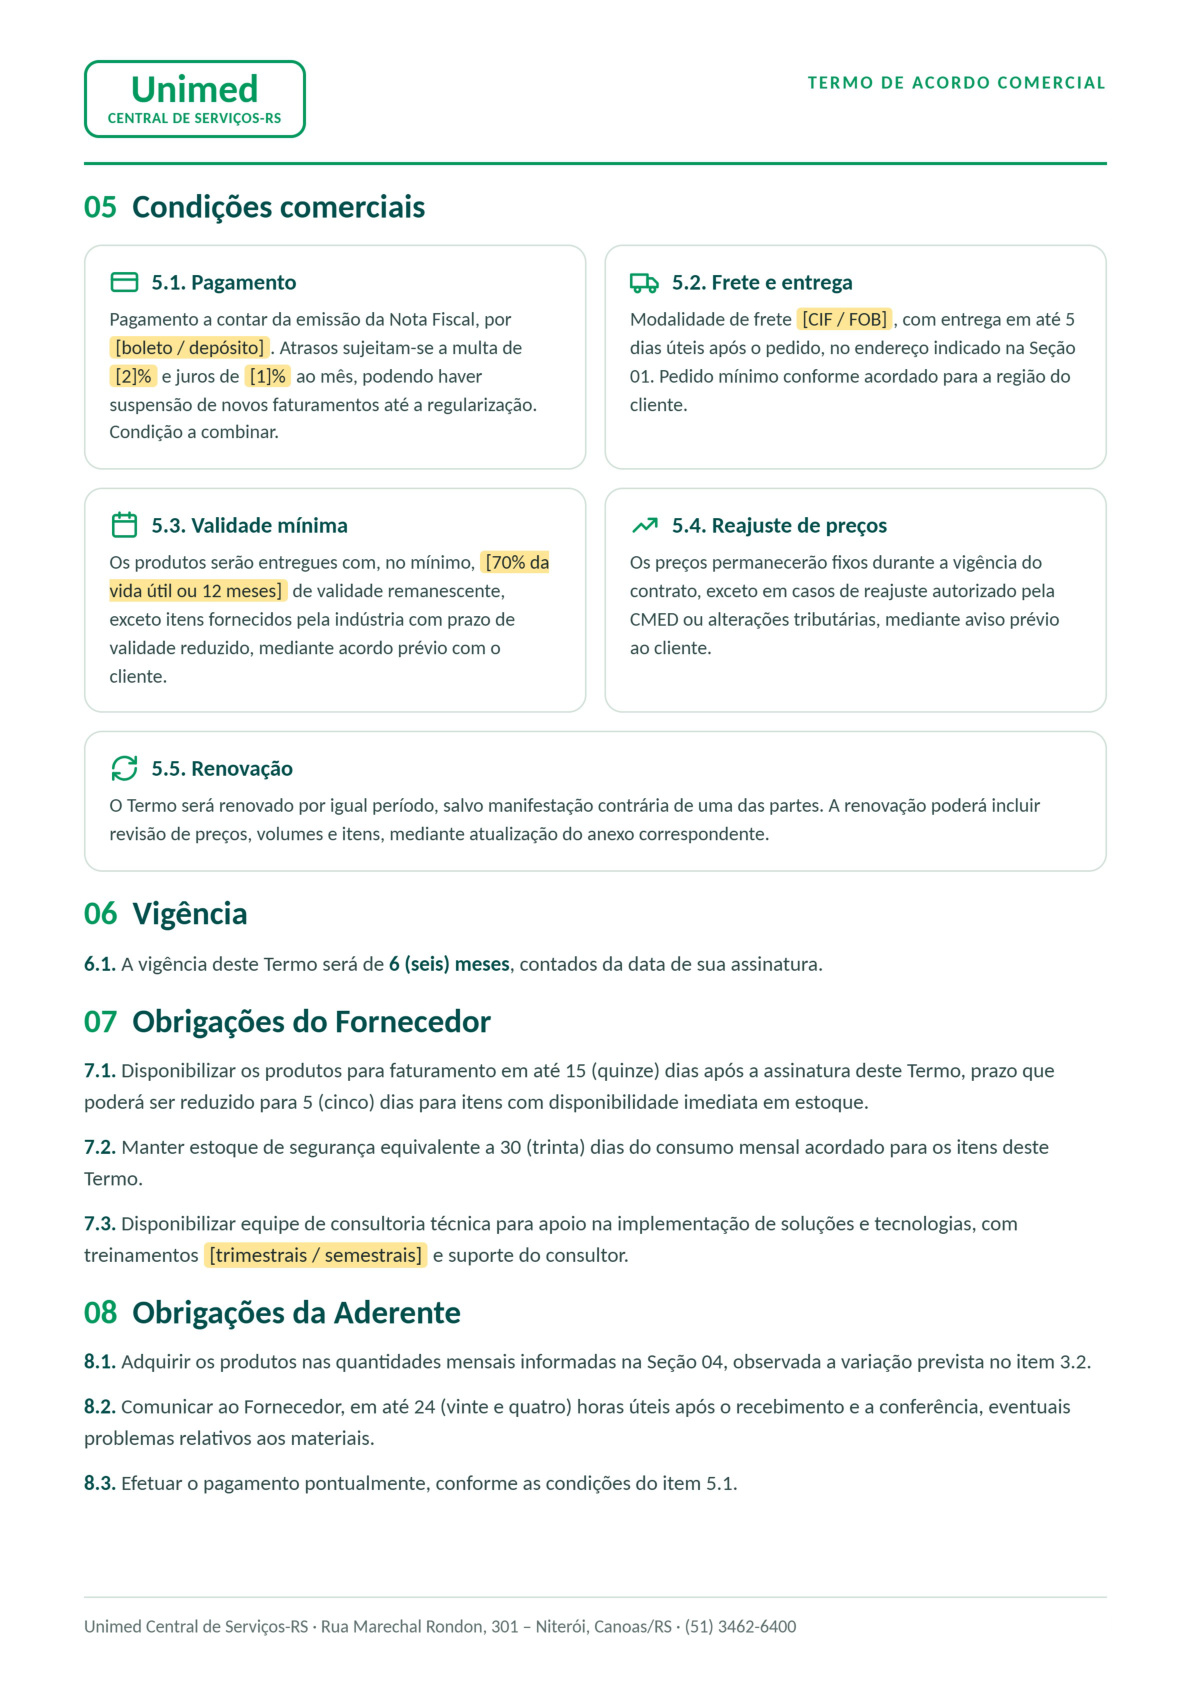 Unimed
CENTRAL DE SERVIÇOS-RS
TERMO DE ACORDO COMERCIAL
05 Condições comerciais
5.1. Pagamento
Pagamento a contar da emissão da Nota Fiscal, por
[boleto / depósito]. Atrasos sujeitam-se a multa de
[2]% e juros de [1]% ao mês, podendo haver
suspensão de novos faturamentos até a regularização.
Condição a combinar.
5.2. Frete e entrega
Modalidade de frete [CIF / FOB], com entrega em até 5
dias úteis após o pedido, no endereço indicado na Seção
01. Pedido mínimo conforme acordado para a região do
cliente.
5.3. Validade mínima
Os produtos serão entregues com, no mínimo, [70% da
vida útil ou 12 meses] de validade remanescente,
exceto itens fornecidos pela indústria com prazo de
validade reduzido, mediante acordo prévio com o
cliente.
5.4. Reajuste de preços
Os preços permanecerão fixos durante a vigência do
contrato, exceto em casos de reajuste autorizado pela
CMED ou alterações tributárias, mediante aviso prévio
ao cliente.
5.5. Renovação
O Termo será renovado por igual período, salvo manifestação contrária de uma das partes. A renovação poderá incluir
revisão de preços, volumes e itens, mediante atualização do anexo correspondente.
06 Vigência
6.1. A vigência deste Termo será de 6 (seis) meses, contados da data de sua assinatura.
07 Obrigações do Fornecedor
7.1. Disponibilizar os produtos para faturamento em até 15 (quinze) dias após a assinatura deste Termo, prazo que
poderá ser reduzido para 5 (cinco) dias para itens com disponibilidade imediata em estoque.
7.2. Manter estoque de segurança equivalente a 30 (trinta) dias do consumo mensal acordado para os itens deste
Termo.
7.3. Disponibilizar equipe de consultoria técnica para apoio na implementação de soluções e tecnologias, com
treinamentos [trimestrais / semestrais] e suporte do consultor.
08 Obrigações da Aderente
8.1. Adquirir os produtos nas quantidades mensais informadas na Seção 04, observada a variação prevista no item 3.2.
8.2. Comunicar ao Fornecedor, em até 24 (vinte e quatro) horas úteis após o recebimento e a conferência, eventuais
problemas relativos aos materiais.
8.3. Efetuar o pagamento pontualmente, conforme as condições do item 5.1.
Unimed Central de Serviços-RS · Rua Marechal Rondon, 301 – Niterói, Canoas/RS · (51) 3462-6400